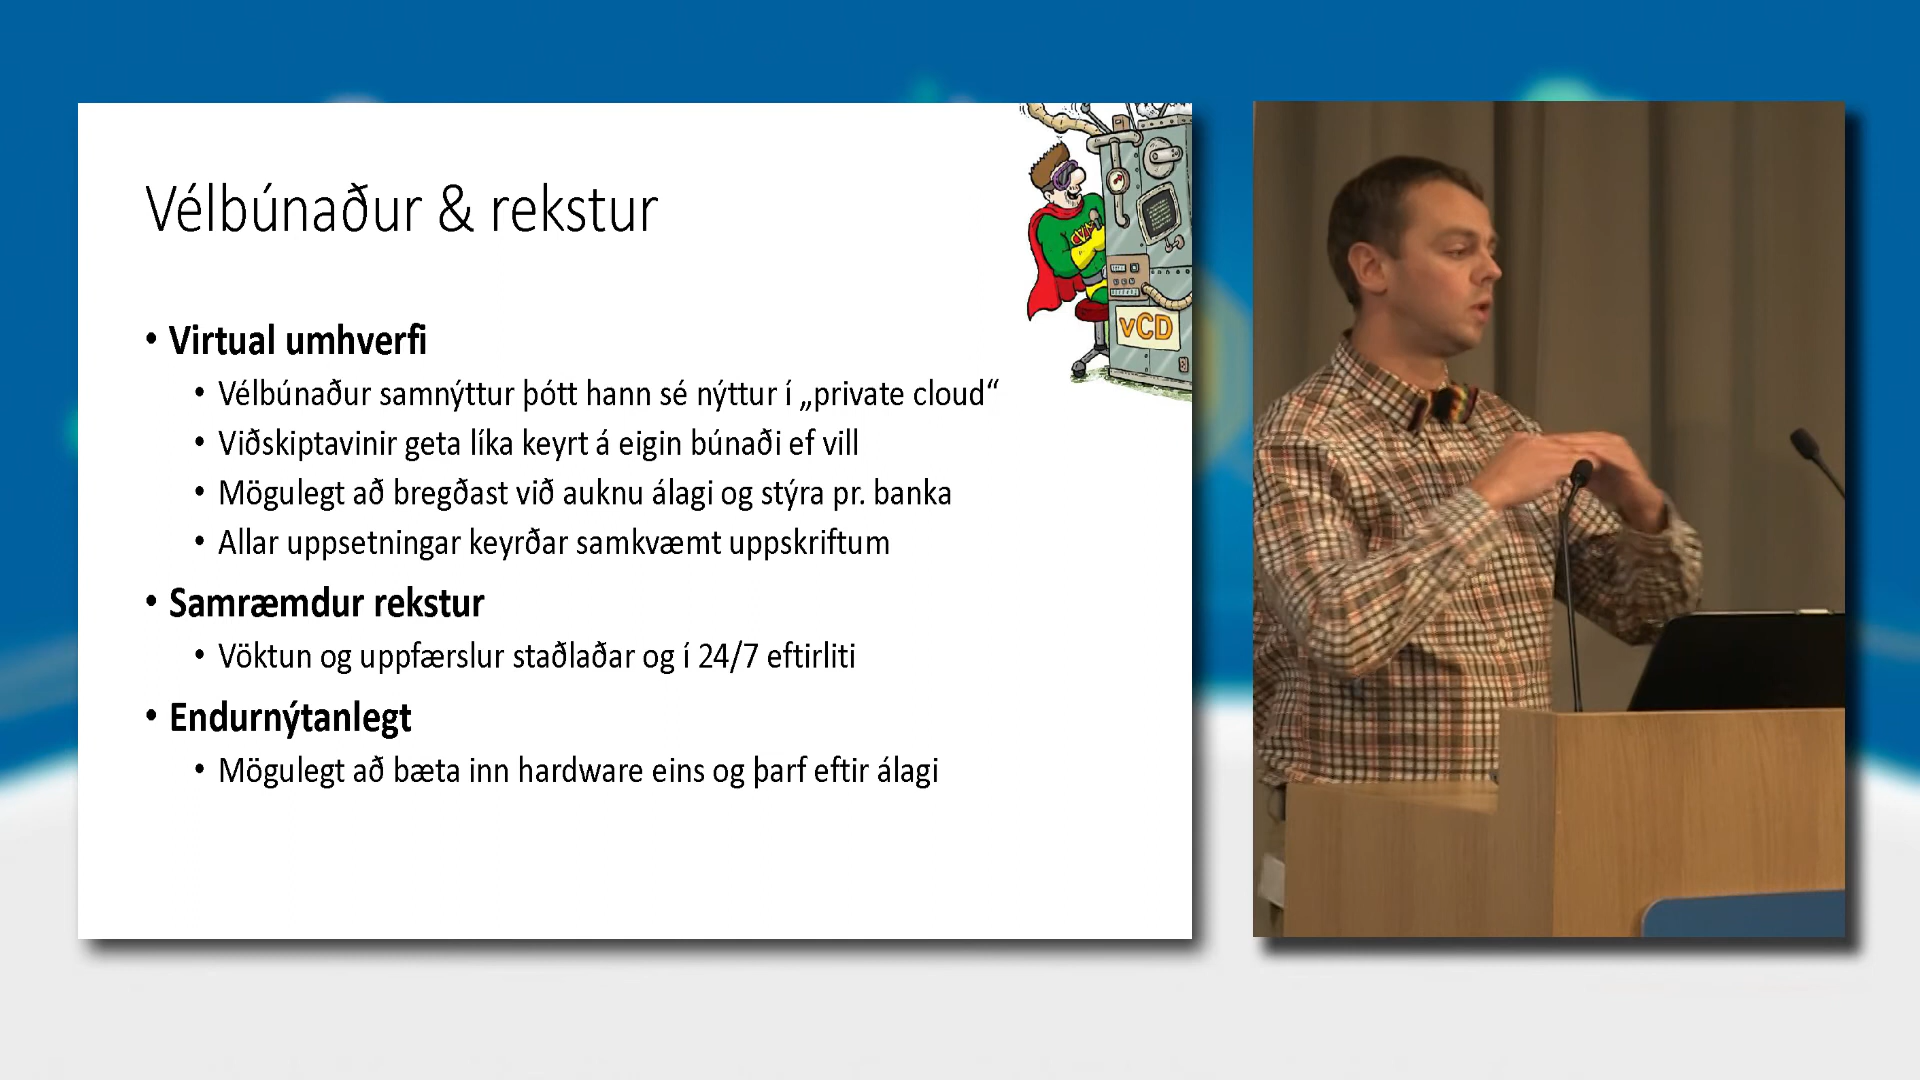 Vélbúnaður & rekstur
• Virtual umhverfi
• Vélbúnaður samnýttur þótt hann sé nýttur í „private cloud“
• Viðskiptavinir geta líka keyrt á eigin búnaði ef vill
• Mögulegt að bregðast við auknu álagi og stýra pr. banka
• Allar uppsetningar keyrðar samkvæmt uppskriftum
• Samræmdur rekstur
• Vöktun og uppfærslur staðlaðar og í 24/7 eftirliti
• Endurnýtanlegt
• Mögulegt að bæta inn hardware eins og þarf eftir álagi
vCD